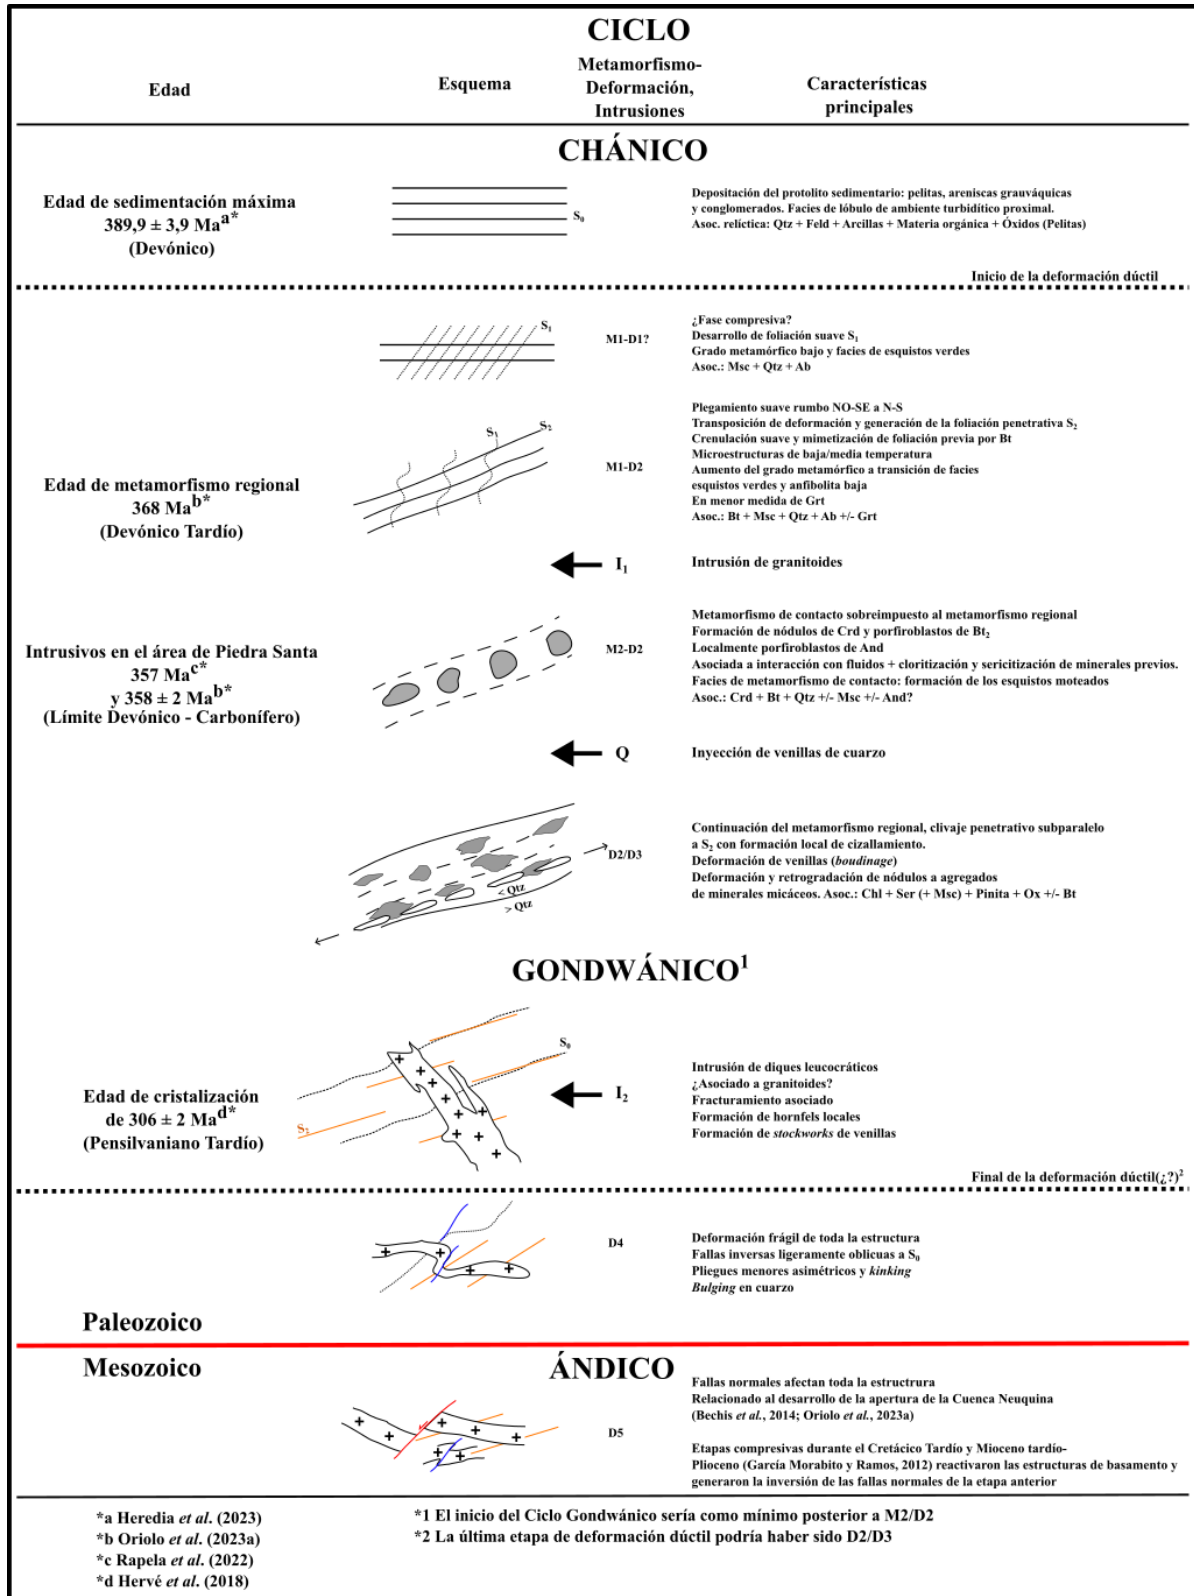 CICLO
Edad
Esquema
Metamorfismo-
Deformación,
Intrusiones
Características
principales
CHÁNICO
Edad de sedimentación máxima
389,9 ± 3,9 Ma^a*
(Devónico)
S₀
Depositación del protolito sedimentario: pelitas, areniscas grauváquicas
y conglomerados. Facies de lóbulo de ambiente turbidítico proximal.
Asoc. relíctica: Qtz + Feld + Arcillas + Materia orgánica + Óxidos (Pelitas)
Inicio de la deformación dúctil
S₁
M1-D1?
¿Fase compresiva?
Desarrollo de foliación suave S₁
Grado metamórfico bajo y facies de esquistos verdes
Asoc.: Msc + Qtz + Ab
Edad de metamorfismo regional
368 Ma^b*
(Devónico Tardío)
S₁
S₂
M1-D2
Plegamiento suave rumbo NO-SE a N-S
Transposición de deformación y generación de la foliación penetrativa S₂
Crenulación suave y mimetización de foliación previa por Bt
Microestructuras de baja/media temperatura
Aumento del grado metamórfico a transición de facies
esquistos verdes y anfibolita baja
En menor medida de Grt
Asoc.: Bt + Msc + Qtz + Ab +/- Grt
I₁
Intrusión de granitoides
Intrusivos en el área de Piedra Santa
357 Ma^c*
y 358 ± 2 Ma^b*
(Límite Devónico - Carbonífero)
M2-D2
Metamorfismo de contacto sobreimpuesto al metamorfismo regional
Formación de nódulos de Crd y porfiroblastos de Bt₂
Localmente porfiroblastos de And
Asociada a interacción con fluidos + cloritización y sericitización de minerales previos.
Facies de metamorfismo de contacto: formación de los esquistos moteados
Asoc.: Crd + Bt + Qtz +/- Msc +/- And?
Q
Inyección de venillas de cuarzo
< Qtz
> Qtz
D2/D3
Continuación del metamorfismo regional, clivaje penetrativo subparalelo
a S₂ con formación local de cizallamiento.
Deformación de venillas (boudinage)
Deformación y retrogradación de nódulos a agregados
de minerales micáceos. Asoc.: Chl + Ser (+ Msc) + Pinita + Ox +/- Bt
GONDWÁNICO¹
Edad de cristalización
de 306 ± 2 Ma^d*
(Pensilvaniano Tardío)
S₀
S₂
I₂
Intrusión de diques leucocráticos
¿Asociado a granitoides?
Fracturamiento asociado
Formación de hornfels locales
Formación de stockworks de venillas
Final de la deformación dúctil(¿?)²
D4
Deformación frágil de toda la estructura
Fallas inversas ligeramente oblicuas a S₀
Pliegues menores asimétricos y kinking
Bulging en cuarzo
Paleozoico
Mesozoico
ÁNDICO
D5
Fallas normales afectan toda la estructrura
Relacionado al desarrollo de la apertura de la Cuenca Neuquina
(Bechis et al., 2014; Oriolo et al., 2023a)
Etapas compresivas durante el Cretácico Tardío y Mioceno tardío-
Plioceno (García Morabito y Ramos, 2012) reactivaron las estructuras de basamento y
generaron la inversión de las fallas normales de la etapa anterior
*a Heredia et al. (2023)
*b Oriolo et al. (2023a)
*c Rapela et al. (2022)
*d Hervé et al. (2018)
*1 El inicio del Ciclo Gondwánico sería como mínimo posterior a M2/D2
*2 La última etapa de deformación dúctil podría haber sido D2/D3